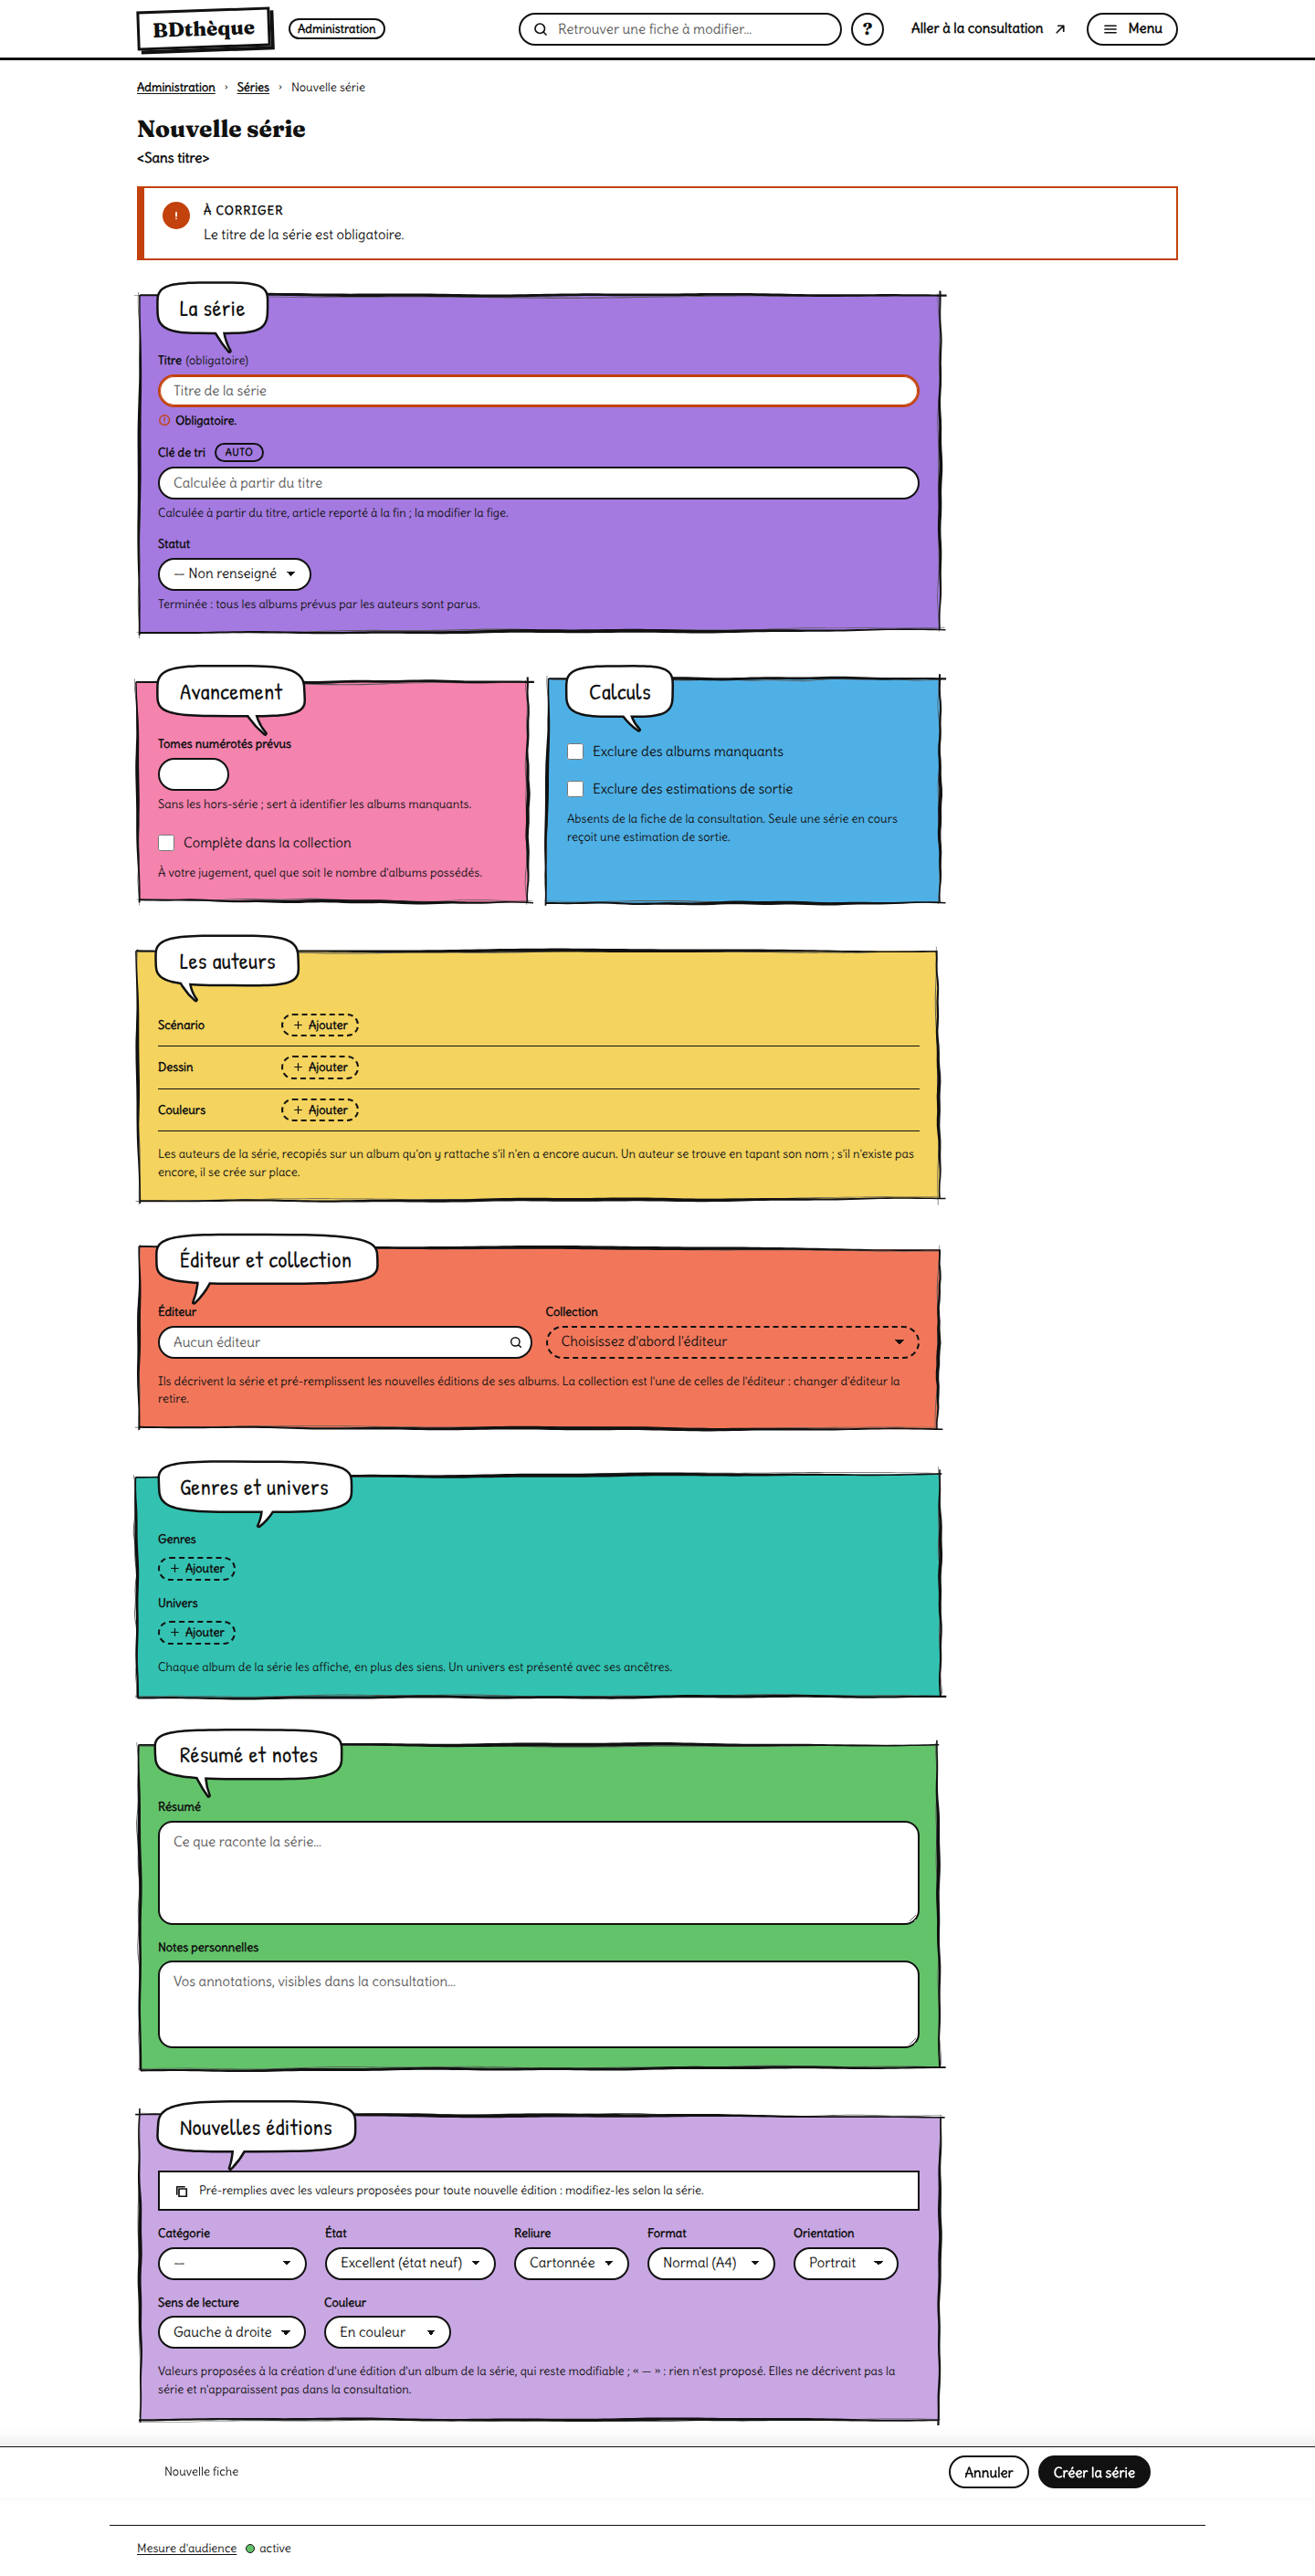 BDthèque
Administration
Retrouver une fiche à modifier...
?
Aller à la consultation
Menu
Administration › Séries › Nouvelle série
Nouvelle série
<Sans titre>
!
À CORRIGER
Le titre de la série est obligatoire.
La série
Titre (obligatoire)
Titre de la série
Obligatoire.
Clé de tri AUTO
Calculée à partir du titre
Calculée à partir du titre, article reporté à la fin ; la modifier la fige.
Statut
— Non renseigné
Terminée : tous les albums prévus par les auteurs sont parus.
Avancement
Tomes numérotés prévus
Sans les hors-série ; sert à identifier les albums manquants.
Complète dans la collection
À votre jugement, quel que soit le nombre d'albums possédés.
Calculs
Exclure des albums manquants
Exclure des estimations de sortie
Absents de la fiche de la consultation. Seule une série en cours
reçoit une estimation de sortie.
Les auteurs
Scénario + Ajouter
Dessin + Ajouter
Couleurs + Ajouter
Les auteurs de la série, recopiés sur un album qu'on y rattache s'il n'en a encore aucun. Un auteur se trouve en tapant son nom ; s'il n'existe pas
encore, il se crée sur place.
Éditeur et collection
Éditeur
Aucun éditeur
Collection
Choisissez d'abord l'éditeur
Ils décrivent la série et pré-remplissent les nouvelles éditions de ses albums. La collection est l'une de celles de l'éditeur : changer d'éditeur la
retire.
Genres et univers
Genres
+ Ajouter
Univers
+ Ajouter
Chaque album de la série les affiche, en plus des siens. Un univers est présenté avec ses ancêtres.
Résumé et notes
Résumé
Ce que raconte la série...
Notes personnelles
Vos annotations, visibles dans la consultation...
Nouvelles éditions
Pré-remplies avec les valeurs proposées pour toute nouvelle édition : modifiez-les selon la série.
Catégorie État Reliure Format Orientation
— Excellent (état neuf) Cartonnée Normal (A4) Portrait
Sens de lecture Couleur
Gauche à droite En couleur
Valeurs proposées à la création d'une édition d'un album de la série, qui reste modifiable ; « — » : rien n'est proposé. Elles ne décrivent pas la
série et n'apparaissent pas dans la consultation.
Nouvelle fiche
Annuler
Créer la série
Mesure d'audience active